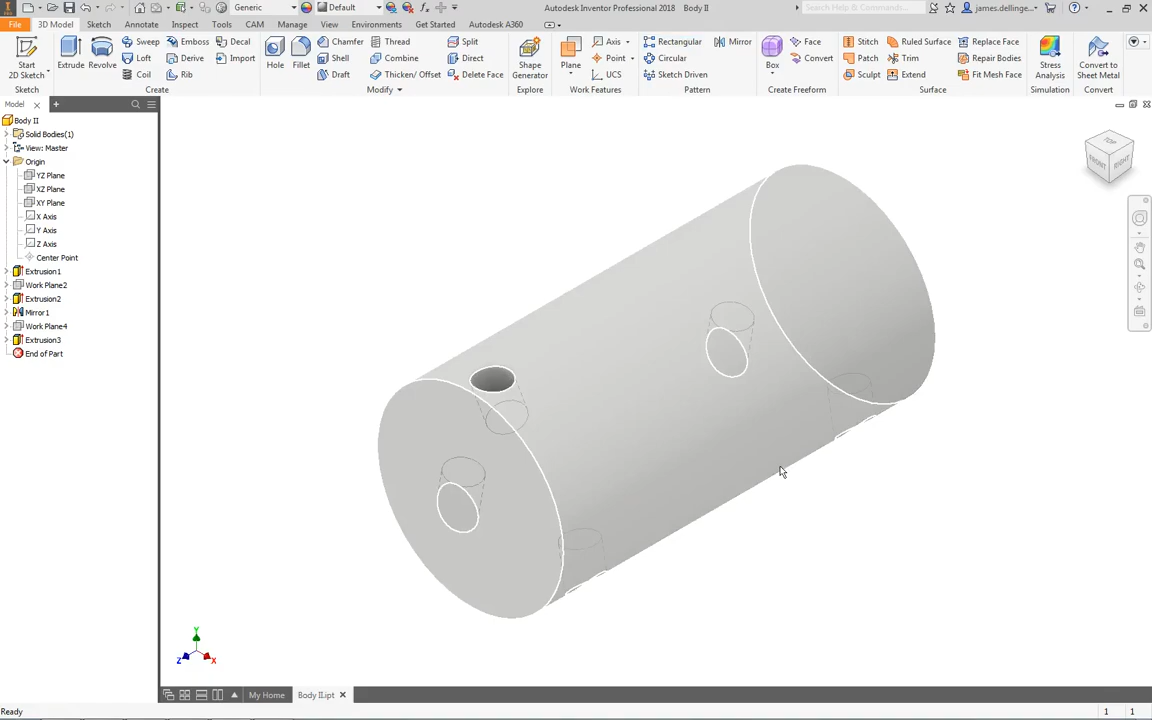 Generic
Default
Autodesk Inventor Professional 2018 Body II
Search Help & Commands...
james.dellinge...
File
3D Model
Sketch
Annotate
Inspect
Tools
CAM
Manage
View
Environments
Get Started
Autodesk A360
Start
2D Sketch
Extrude
Revolve
Sweep
Loft
Coil
Emboss
Derive
Rib
Decal
Import
Hole
Fillet
Chamfer
Shell
Draft
Thread
Combine
Thicken/ Offset
Split
Direct
Delete Face
Shape
Generator
Plane
Axis
Point
UCS
Rectangular
Circular
Sketch Driven
Mirror
Box
Face
Convert
Stitch
Patch
Sculpt
Ruled Surface
Trim
Extend
Replace Face
Repair Bodies
Fit Mesh Face
Stress
Analysis
Convert to
Sheet Metal
Sketch
Create
Modify
Explore
Work Features
Pattern
Create Freeform
Surface
Simulation
Convert
Model
Body II
Solid Bodies(1)
View: Master
Origin
YZ Plane
XZ Plane
XY Plane
X Axis
Y Axis
Z Axis
Center Point
Extrusion1
Work Plane2
Extrusion2
Mirror1
Work Plane4
Extrusion3
End of Part
TOP
FRONT
RIGHT
Y
Z
X
My Home
Body II.ipt
Ready
1
1